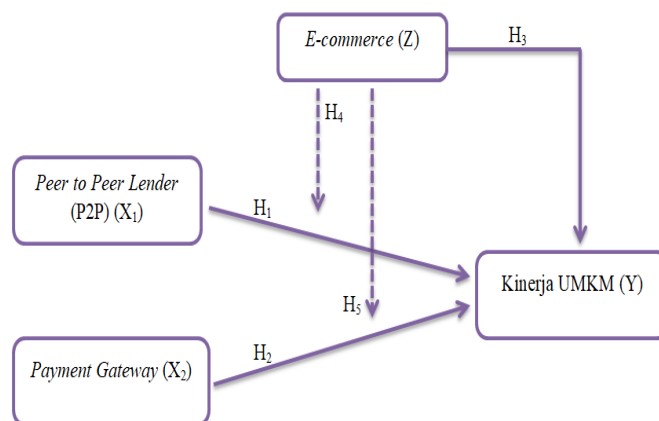 E-commerce (Z)
H₃
H₄
Peer to Peer Lender
(P2P) (X₁)
H₁
Kinerja UMKM (Y)
H₅
H₂
Payment Gateway (X₂)